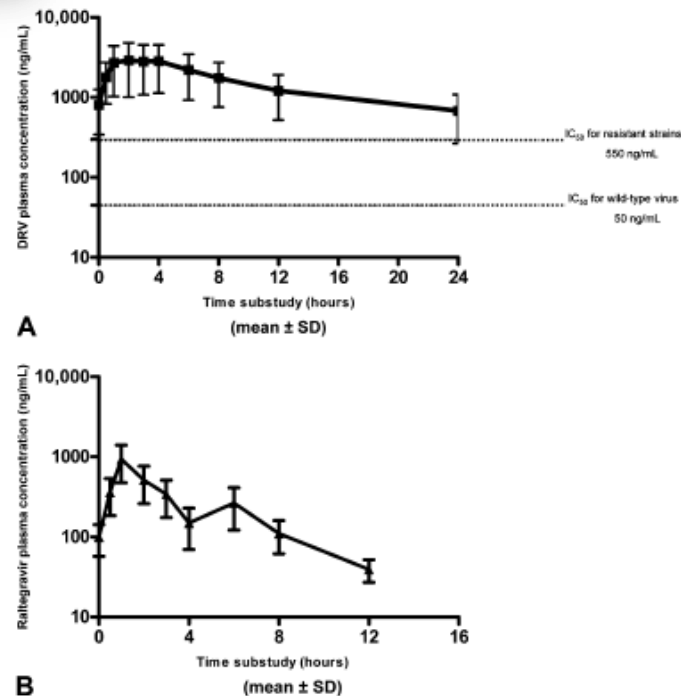 DRV plasma concentration (ng/mL)
10,000
1000
100
10
0 4 8 12 16 20 24
IC50 for resistant strains
550 ng/mL
IC50 for wild-type virus
50 ng/mL
Time substudy (hours)
(mean ± SD)
A
Raltegravir plasma concentration (ng/mL)
10,000
1000
100
10
0 4 8 12 16
Time substudy (hours)
(mean ± SD)
B